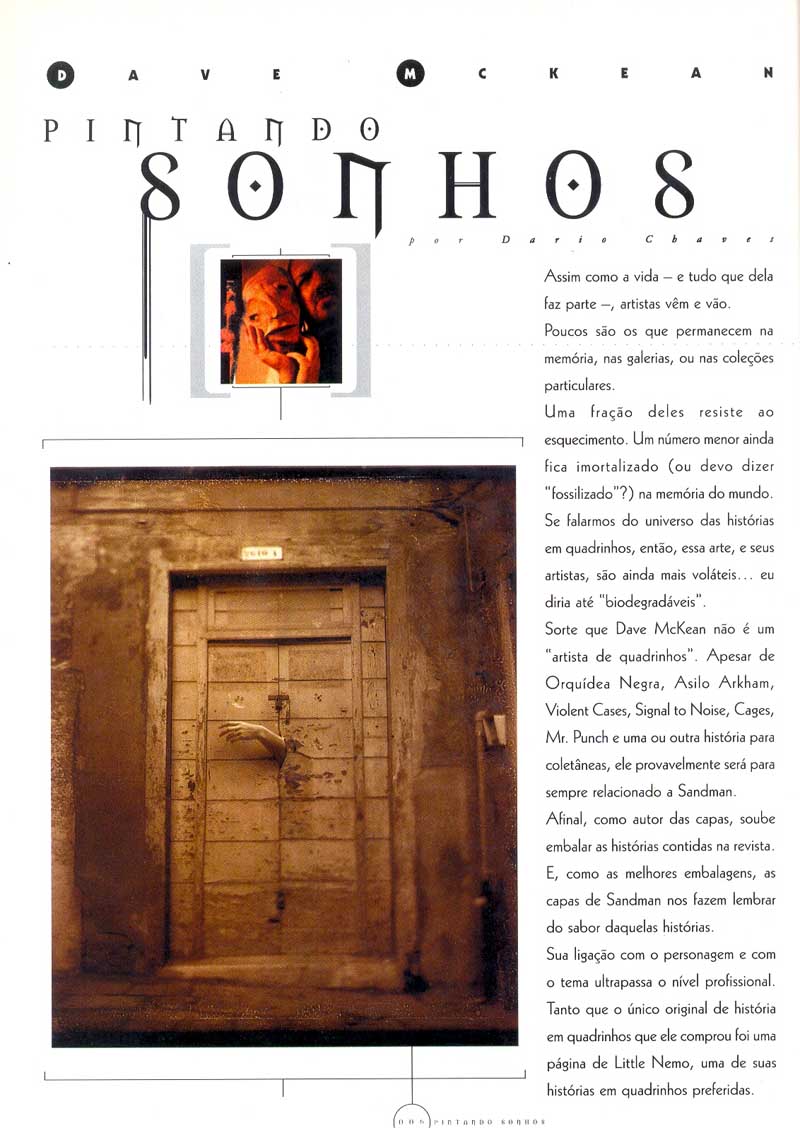 DAVE MCKEAN
PINTANDO
SONHOS
por Dario Chaves
Assim como a vida – e tudo que dela
faz parte –, artistas vêm e vão.
Poucos são os que permanecem na
memória, nas galerias, ou nas coleções
particulares.
Uma fração deles resiste ao
esquecimento. Um número menor ainda
fica imortalizado (ou devo dizer
"fossilizado"?) na memória do mundo.
Se falarmos do universo das histórias
em quadrinhos, então, essa arte, e seus
artistas, são ainda mais voláteis... eu
diria até "biodegradáveis".
Sorte que Dave McKean não é um
"artista de quadrinhos". Apesar de
Orquídea Negra, Asilo Arkham,
Violent Cases, Signal to Noise, Cages,
Mr. Punch e uma ou outra história para
coletâneas, ele provavelmente será para
sempre relacionado a Sandman.
Afinal, como autor das capas, soube
embalar as histórias contidas na revista.
E, como as melhores embalagens, as
capas de Sandman nos fazem lembrar
do sabor daquelas histórias.
Sua ligação com o personagem e com
o tema ultrapassa o nível profissional.
Tanto que o único original de história
em quadrinhos que ele comprou foi uma
página de Little Nemo, uma de suas
histórias em quadrinhos preferidas.
006 PINTANDO SONHOS